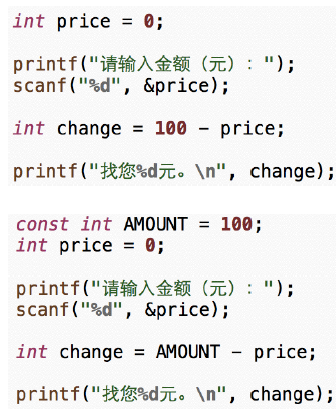 int price = 0;
printf("请输入金额（元）：");
scanf("%d", &price);
int change = 100 - price;
printf("找您%d元。\n", change);
const int AMOUNT = 100;
int price = 0;
printf("请输入金额（元）：");
scanf("%d", &price);
int change = AMOUNT - price;
printf("找您%d元。\n", change);